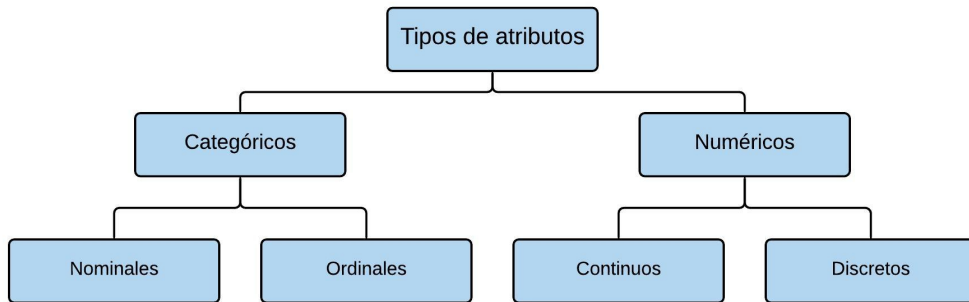 Tipos de atributos
Categóricos
Numéricos
Nominales
Ordinales
Continuos
Discretos